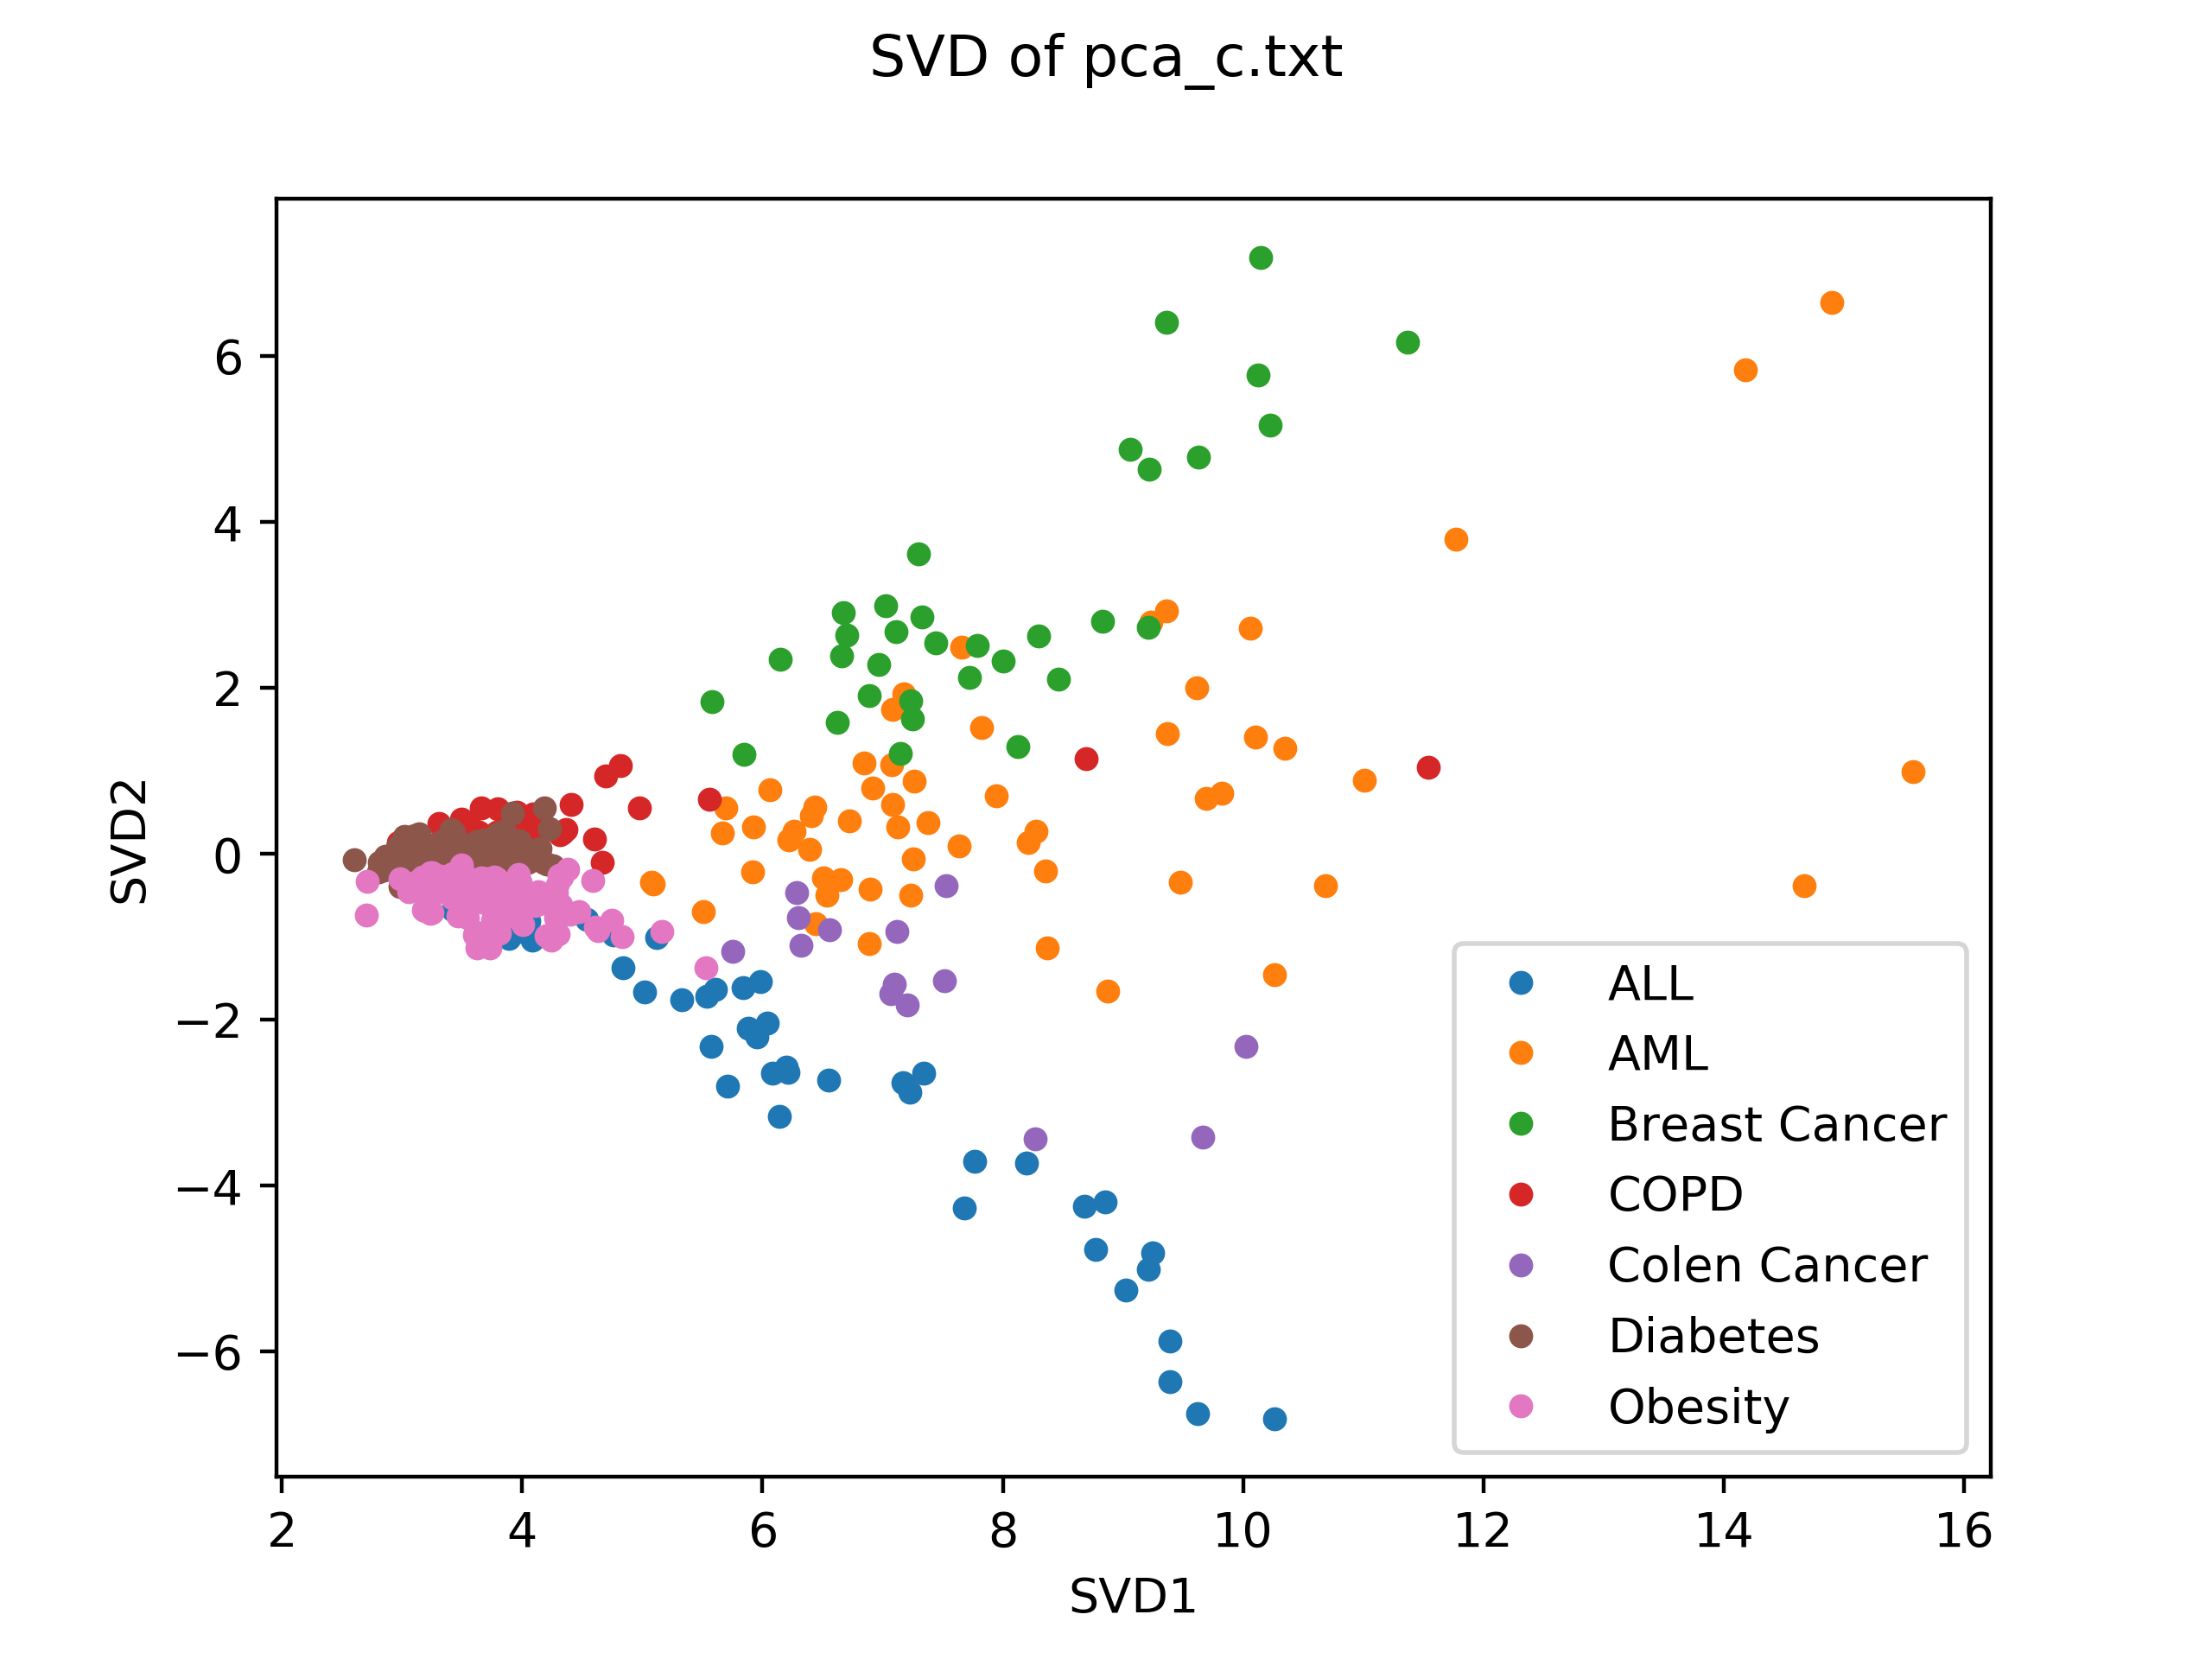 SVD of pca_c.txt
6
4
2
0
−2
−4
−6
SVD2
2 4 6 8 10 12 14 16
SVD1
ALL
AML
Breast Cancer
COPD
Colen Cancer
Diabetes
Obesity